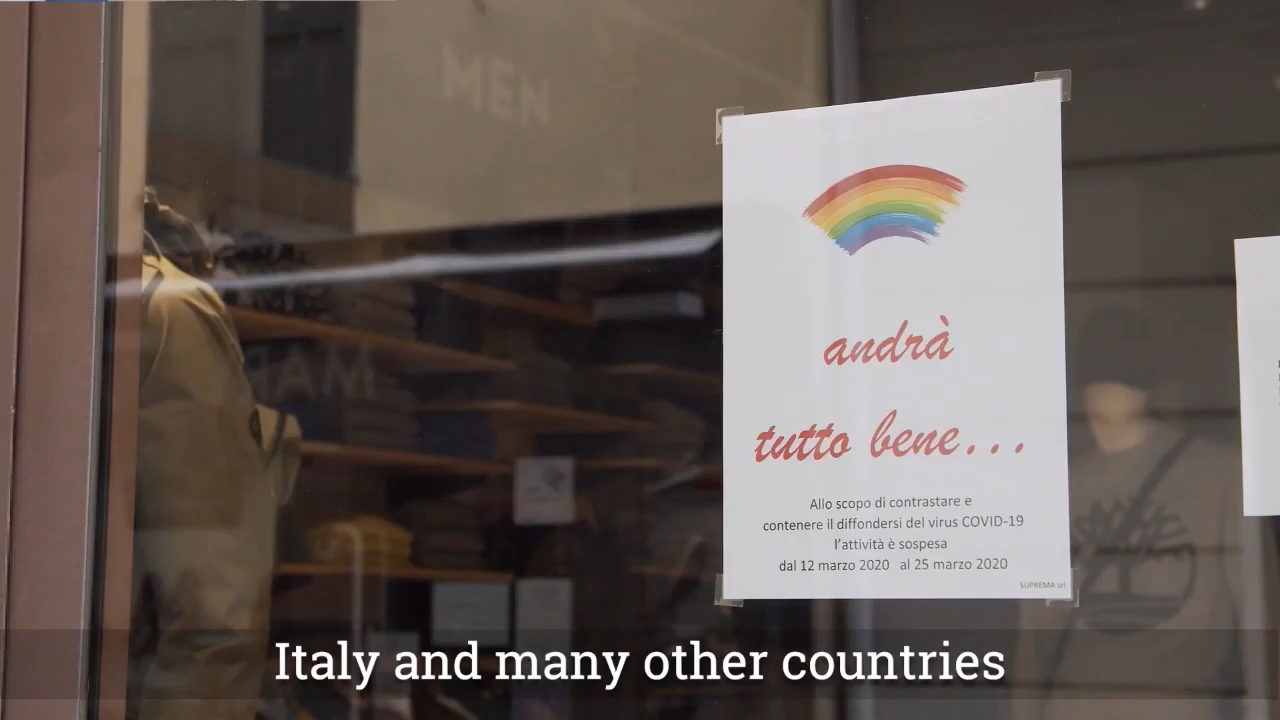 MEN
andrà
tutto bene...
Allo scopo di contrastare e
contenere il diffondersi del virus COVID-19
l'attività è sospesa
dal 12 marzo 2020 al 25 marzo 2020
SUPREMA srl
Italy and many other countries